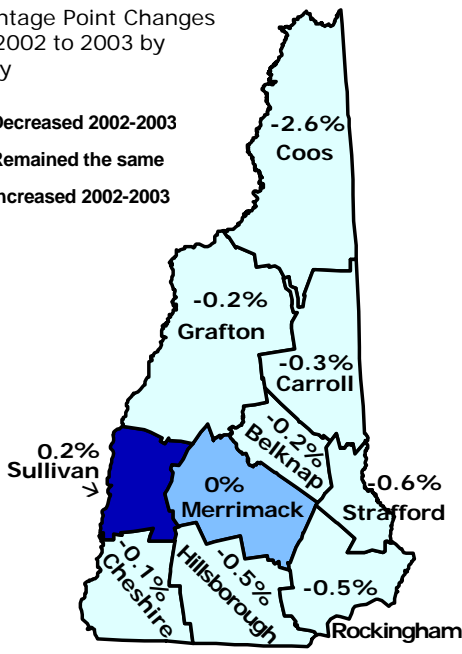 ntage Point Changes
2002 to 2003 by
y
Decreased 2002-2003
Remained the same
ncreased 2002-2003
-2.6%
Coos
-0.2%
Grafton
-0.3%
Carroll
-0.2%
Belknap
0.2%
Sullivan
0%
Merrimack
-0.6%
Strafford
-0.1%
Cheshire
-0.5%
Hillsborough
-0.5%
Rockingham